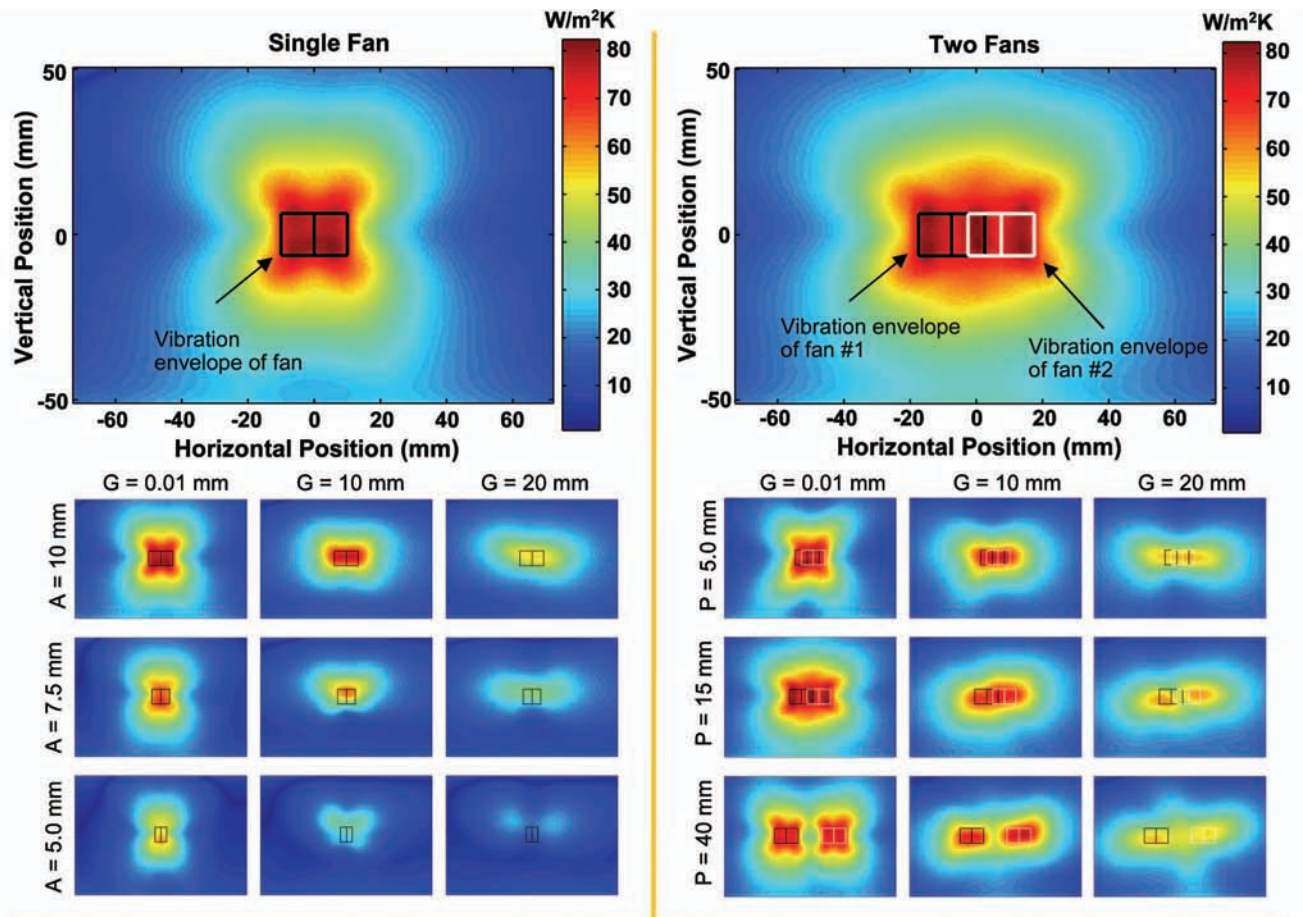 W/m²K
Single Fan
80
70
60
50
40
30
20
10
50
0
-50
Vertical Position (mm)
-60 -40 -20 0 20 40 60
Horizontal Position (mm)
Vibration
envelope of fan
G = 0.01 mm G = 10 mm G = 20 mm
A = 10 mm
A = 7.5 mm
A = 5.0 mm
W/m²K
Two Fans
80
70
60
50
40
30
20
10
50
0
-50
Vertical Position (mm)
-60 -40 -20 0 20 40 60
Horizontal Position (mm)
Vibration envelope
of fan #1
Vibration envelope
of fan #2
G = 0.01 mm G = 10 mm G = 20 mm
P = 5.0 mm
P = 15 mm
P = 40 mm